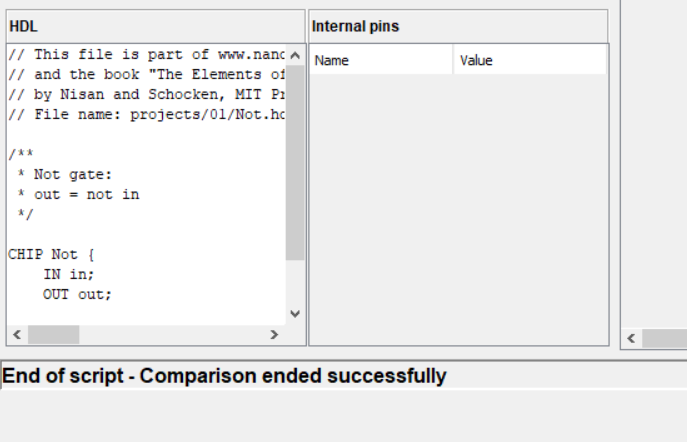 HDL
// This file is part of www.nand
// and the book "The Elements of
// by Nisan and Schocken, MIT Pr
// File name: projects/01/Not.hd
/**
* Not gate:
* out = not in
*/
CHIP Not {
IN in;
OUT out;
Internal pins
Name Value
End of script - Comparison ended successfully